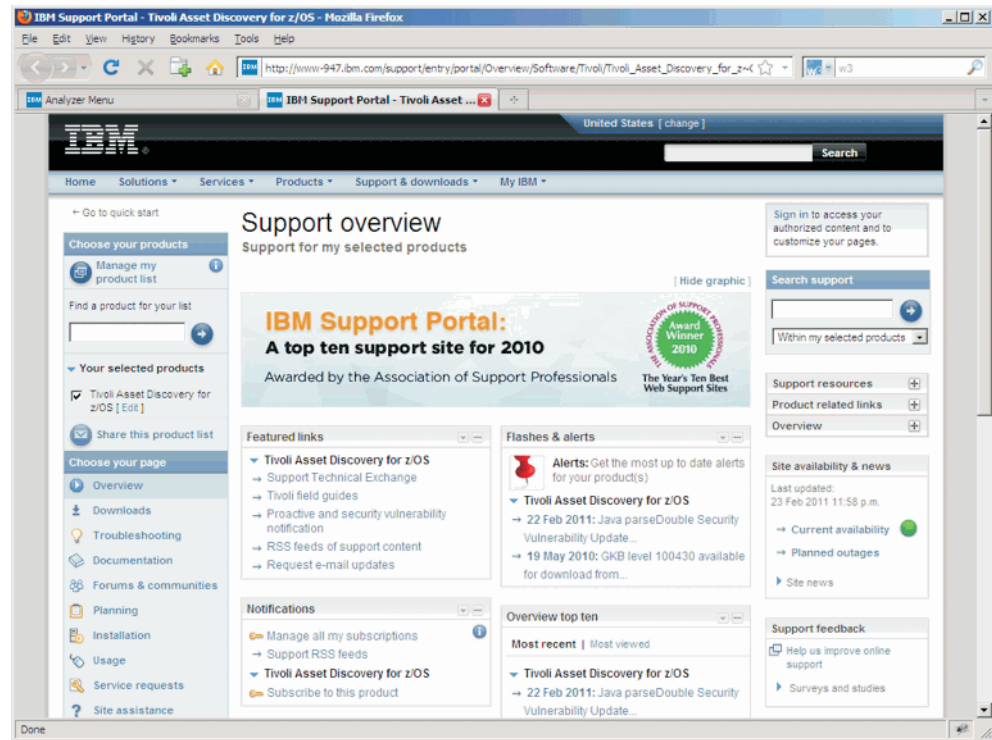 IBM Support Portal - Tivoli Asset Discovery for z/OS - Mozilla Firefox
File Edit View History Bookmarks Tools Help
http://www-947.ibm.com/support/entry/portal/Overview/Software/Tivoli/Tivoli_Asset_Discovery_for_z~(
w3
Analyzer Menu
IBM Support Portal - Tivoli Asset ...
United States [ change ]
IBM
Search
Home Solutions Services Products Support & downloads My IBM
← Go to quick start
Choose your products
Manage my
product list
Find a product for your list
Your selected products
Tivoli Asset Discovery for
z/OS [ Edit ]
Share this product list
Choose your page
Overview
Downloads
Troubleshooting
Documentation
Forums & communities
Planning
Installation
Usage
Service requests
Site assistance
Support overview
Support for my selected products
[ Hide graphic ]
IBM Support Portal:
A top ten support site for 2010
Awarded by the Association of Support Professionals
ASSOCIATION OF SUPPORT PROFESSIONALS
Award
Winner
2010
The Year's Ten Best
Web Support Sites
Featured links
Tivoli Asset Discovery for z/OS
→ Support Technical Exchange
→ Tivoli field guides
→ Proactive and security vulnerability
notification
→ RSS feeds of support content
→ Request e-mail updates
Notifications
Manage all my subscriptions
→ Support RSS feeds
Tivoli Asset Discovery for z/OS
Subscribe to this product
Flashes & alerts
Alerts: Get the most up to date alerts
for your product(s)
Tivoli Asset Discovery for z/OS
→ 22 Feb 2011: Java parseDouble Security
Vulnerability Update...
→ 19 May 2010: GKB level 100430 available
for download from...
Overview top ten
Most recent | Most viewed
Tivoli Asset Discovery for z/OS
→ 22 Feb 2011: Java parseDouble Security
Vulnerability Update...
Sign in to access your
authorized content and to
customize your pages.
Search support
Within my selected products
Support resources
Product related links
Overview
Site availability & news
Last updated:
23 Feb 2011 11:58 p.m.
→ Current availability
→ Planned outages
Site news
Support feedback
Help us improve online
support
Surveys and studies
Done